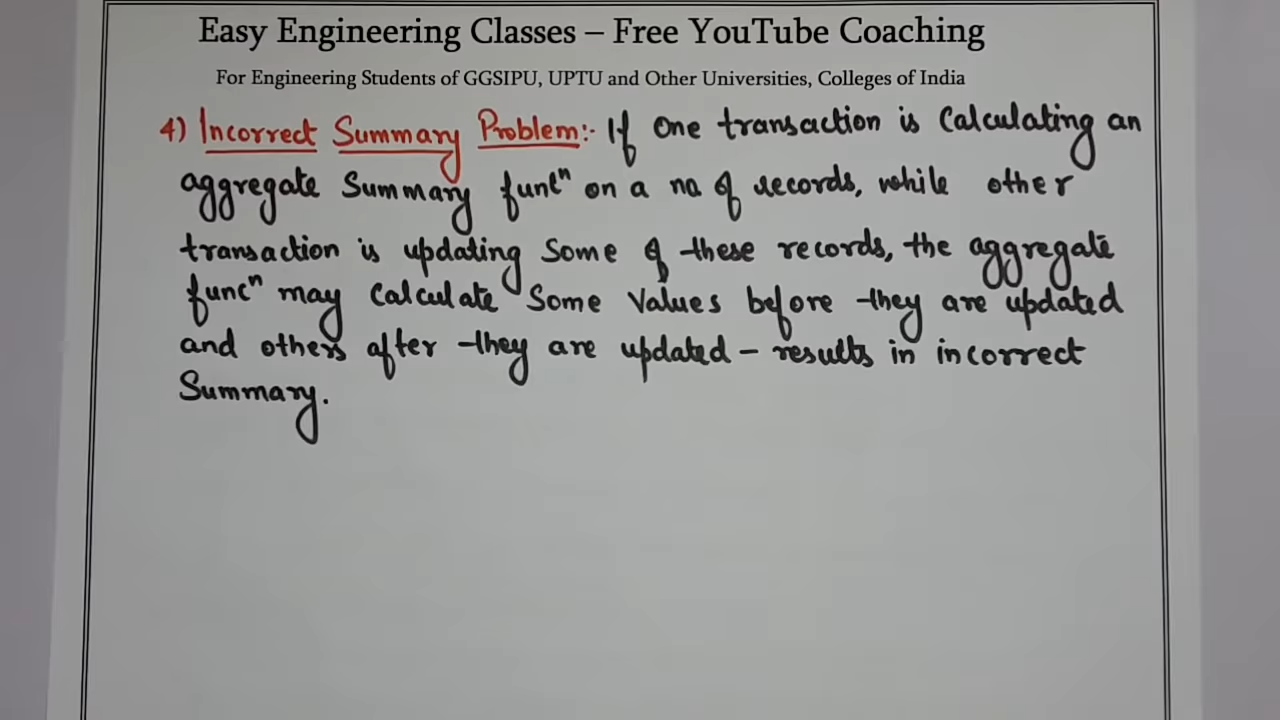 Easy Engineering Classes – Free YouTube Coaching
For Engineering Students of GGSIPU, UPTU and Other Universities, Colleges of India
4) Incorrect Summary Problem:- If One transaction is Calculating an
aggregate Summary funcⁿ on a no of records, while other
transaction is updating Some of these records, the aggregate
funcⁿ may Calculate Some Values before they are updated
and others after they are updated – results in incorrect
Summary.